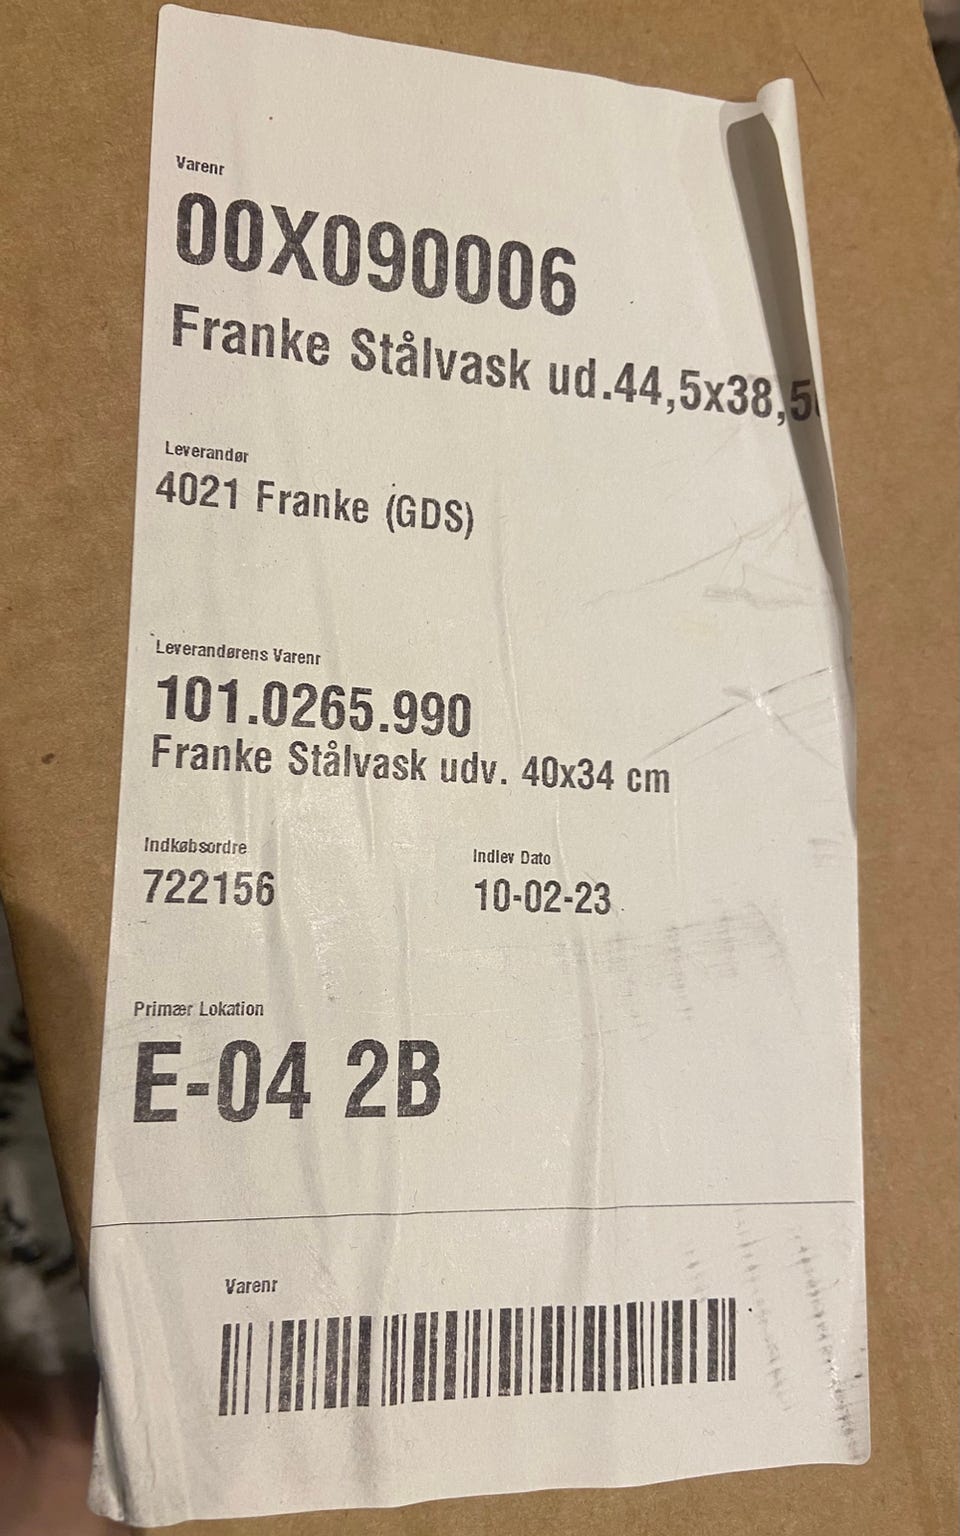 Varenr
00X090006
Franke Stålvask ud.44,5x38,5
Leverandør
4021 Franke (GDS)
Leverandørens Varenr
101.0265.990
Franke Stålvask udv. 40x34 cm
Indkøbsordre
722156
Indlev Dato
10-02-23
Primær Lokation
E-04 2B
Varenr